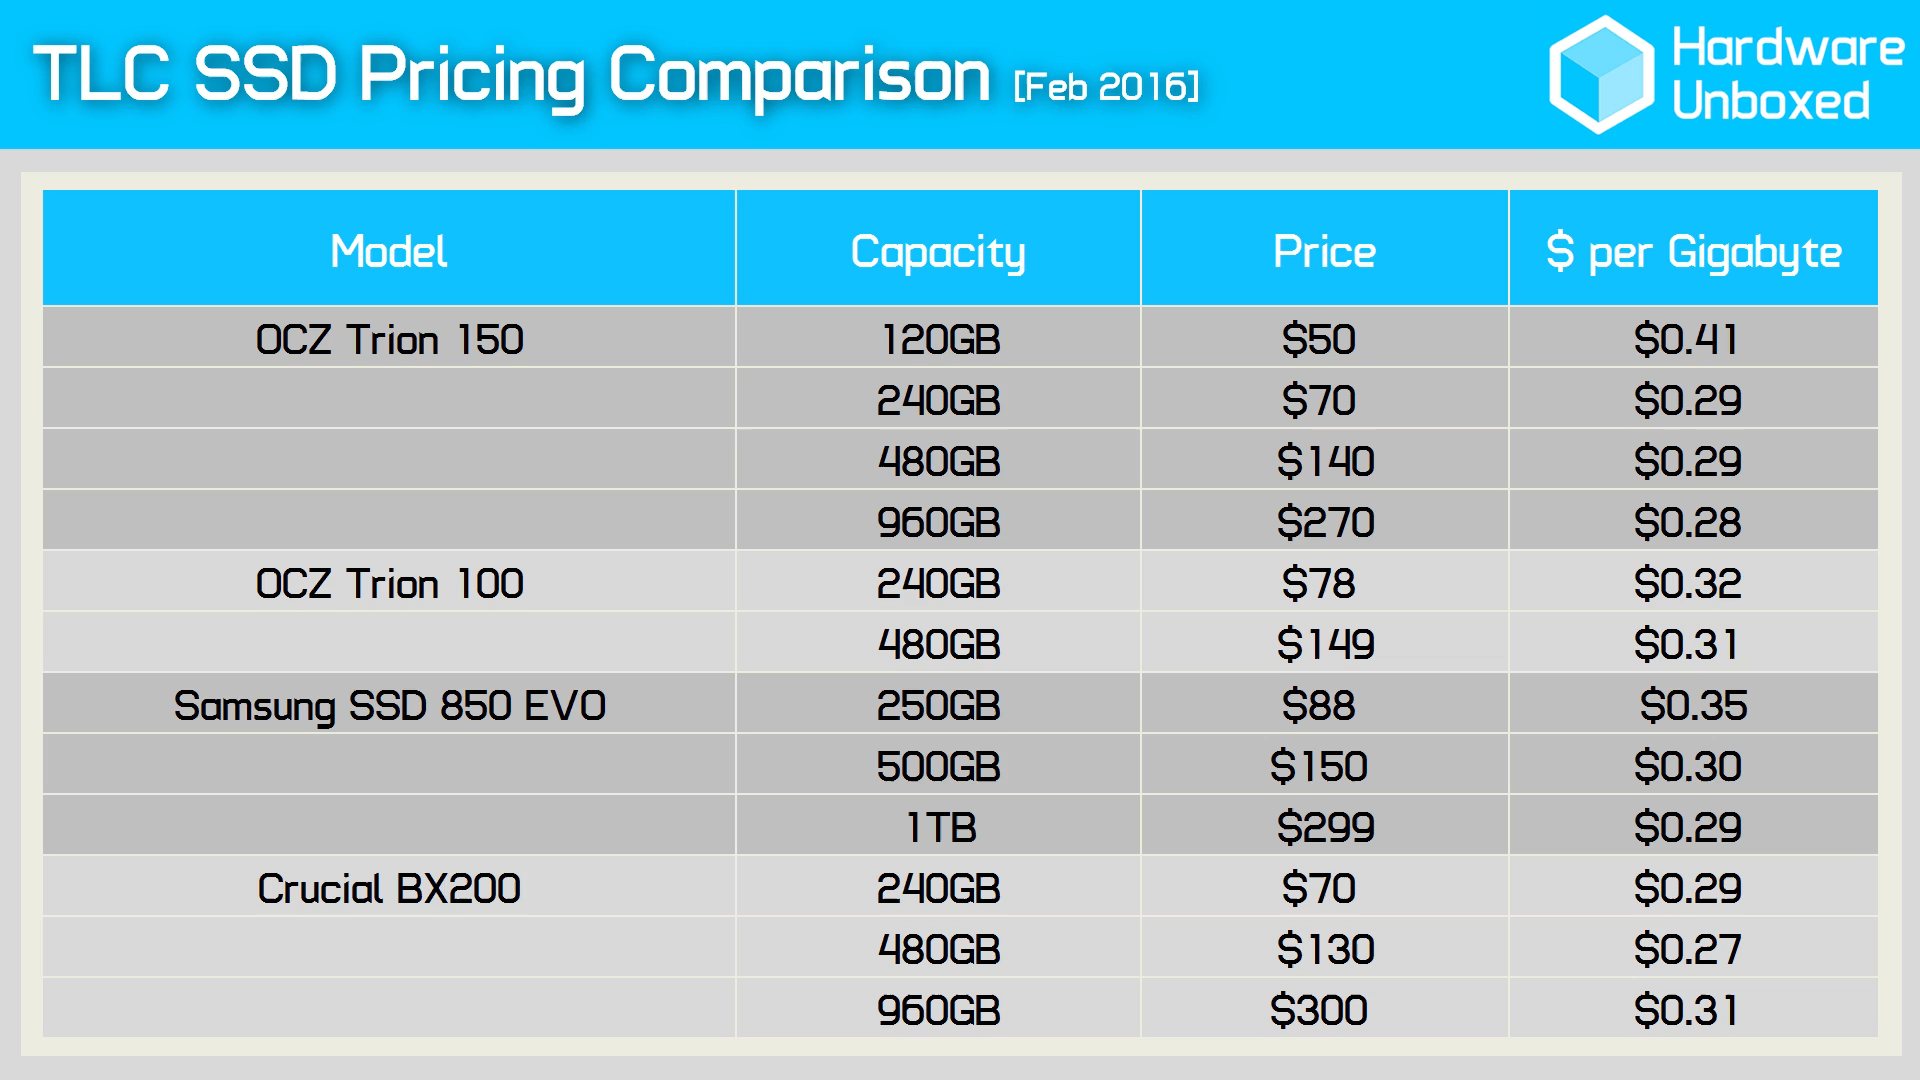 TLC SSD Pricing Comparison [Feb 2016]
Hardware
Unboxed
Model Capacity Price $ per Gigabyte
OCZ Trion 150 120GB $50 $0.41
240GB $70 $0.29
480GB $140 $0.29
960GB $270 $0.28
OCZ Trion 100 240GB $78 $0.32
480GB $149 $0.31
Samsung SSD 850 EVO 250GB $88 $0.35
500GB $150 $0.30
1TB $299 $0.29
Crucial BX200 240GB $70 $0.29
480GB $130 $0.27
960GB $300 $0.31